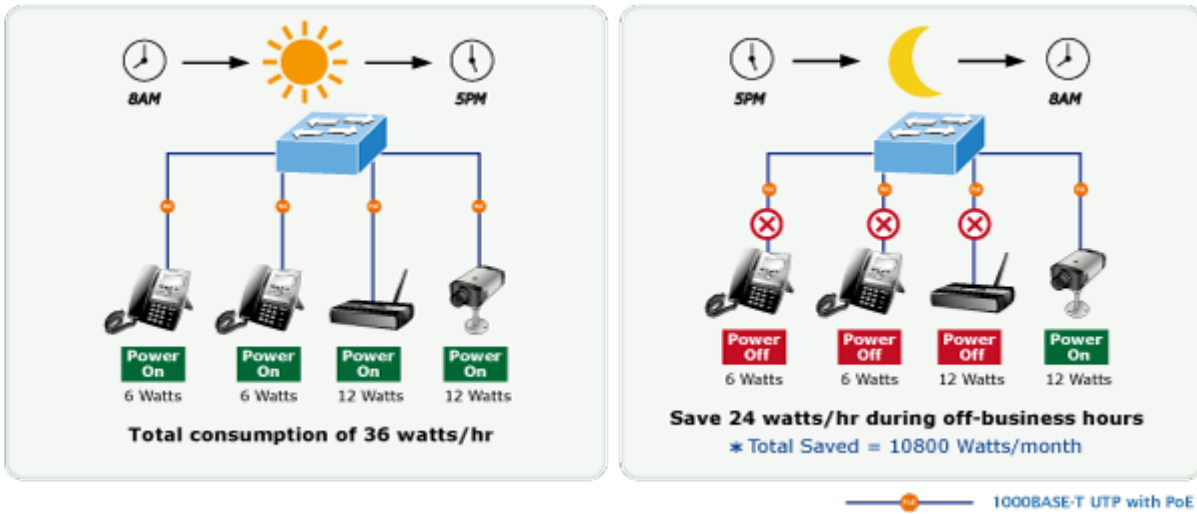 8AM
5PM
Power
On
6 Watts
Power
On
6 Watts
Power
On
12 Watts
Power
On
12 Watts
Total consumption of 36 watts/hr
5PM
8AM
Power
Off
6 Watts
Power
Off
6 Watts
Power
Off
12 Watts
Power
On
12 Watts
Save 24 watts/hr during off-business hours
* Total Saved = 10800 Watts/month
1000BASE-T UTP with PoE